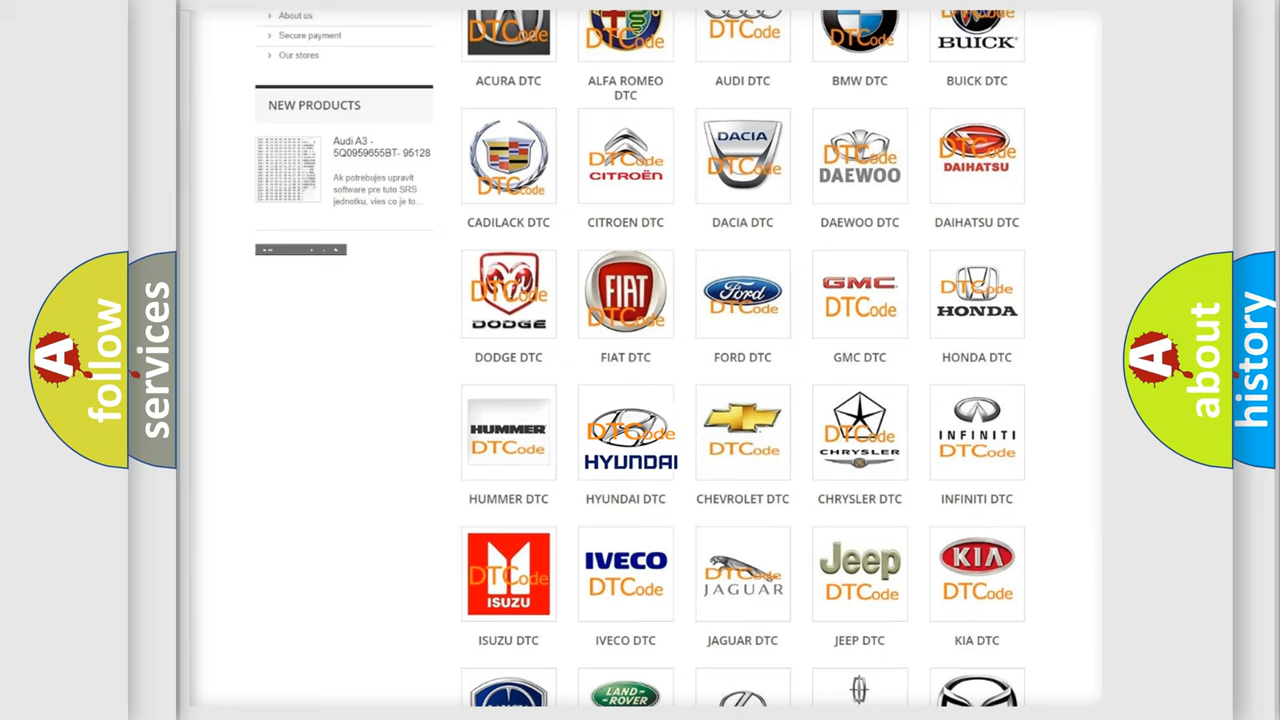 About us
Secure payment
Our stores
NEW PRODUCTS
Audi A3 -
5Q0959655BT- 95128
Ak potrebujes upravit
software pre tuto SRS
jednotku, vies co je to...
DTCode
DTCode
DTCode
DTCode
BUICK
ACURA DTC
ALFA ROMEO
DTC
AUDI DTC
BMW DTC
BUICK DTC
DTCode
DTCode
CITROËN
DACIA
DTCode
DTCode
DAEWOO
DTCode
DAIHATSU
CADILACK DTC
CITROEN DTC
DACIA DTC
DAEWOO DTC
DAIHATSU DTC
DTCode
DODGE
FIAT
DTCode
Ford
DTCode
GMC
DTCode
DTCode
HONDA
DODGE DTC
FIAT DTC
FORD DTC
GMC DTC
HONDA DTC
HUMMER
DTCode
DTCode
HYUNDAI
DTCode
DTCode
CHRYSLER
INFINITI
DTCode
HUMMER DTC
HYUNDAI DTC
CHEVROLET DTC
CHRYSLER DTC
INFINITI DTC
DTCode
ISUZU
IVECO
DTCode
DTCode
JAGUAR
Jeep
DTCode
KIA
DTCode
ISUZU DTC
IVECO DTC
JAGUAR DTC
JEEP DTC
KIA DTC
LAND-
ROVER
A
follow
services
A
about
history